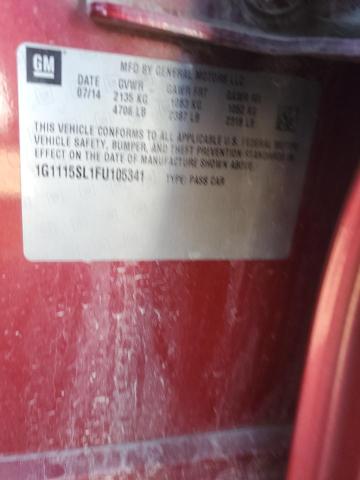 GM
MFD BY GENERAL MOTORS LLC
DATE GVWR GAWR FRT GAWR RR
07/14 2135 KG 1083 KG 1052 KG
4706 LB 2387 LB 2319 LB
THIS VEHICLE CONFORMS TO ALL APPLICABLE U.S. FEDERAL MOTOR
VEHICLE SAFETY, BUMPER, AND THEFT PREVENTION STANDARDS
IN EFFECT ON THE DATE OF MANUFACTURE SHOWN ABOVE.
1G1115SL1FU105341 TYPE: PASS CAR